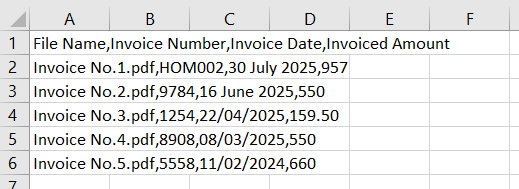 A B C D E F
1 File Name,Invoice Number,Invoice Date,Invoiced Amount
2 Invoice No.1.pdf,HOM002,30 July 2025,957
3 Invoice No.2.pdf,9784,16 June 2025,550
4 Invoice No.3.pdf,1254,22/04/2025,159.50
5 Invoice No.4.pdf,8908,08/03/2025,550
6 Invoice No.5.pdf,5558,11/02/2024,660
7